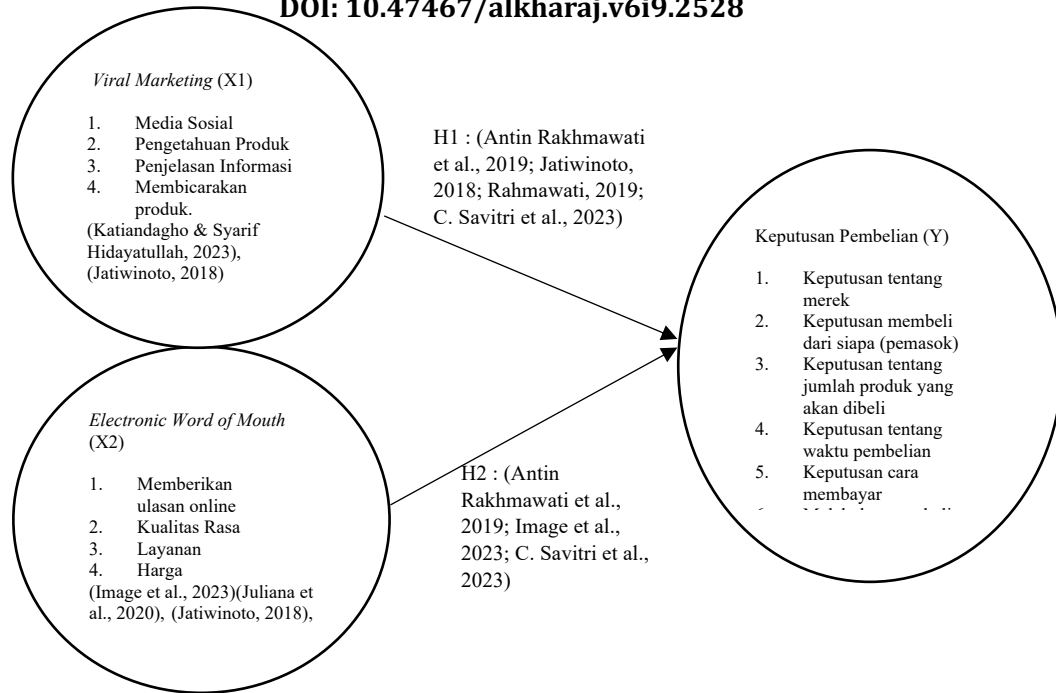 DOI: 10.47467/alkharaj.v6i9.2528
Viral Marketing (X1)
1. Media Sosial
2. Pengetahuan Produk
3. Penjelasan Informasi
4. Membicarakan
produk.
(Katiandagho & Syarif
Hidayatullah, 2023),
(Jatiwinoto, 2018)
H1 : (Antin Rakhmawati
et al., 2019; Jatiwinoto,
2018; Rahmawati, 2019;
C. Savitri et al., 2023)
Electronic Word of Mouth
(X2)
1. Memberikan
ulasan online
2. Kualitas Rasa
3. Layanan
4. Harga
(Image et al., 2023)(Juliana et
al., 2020), (Jatiwinoto, 2018),
H2 : (Antin
Rakhmawati et al.,
2019; Image et al.,
2023; C. Savitri et al.,
2023)
Keputusan Pembelian (Y)
1. Keputusan tentang
merek
2. Keputusan membeli
dari siapa (pemasok)
3. Keputusan tentang
jumlah produk yang
akan dibeli
4. Keputusan tentang
waktu pembelian
5. Keputusan cara
membayar